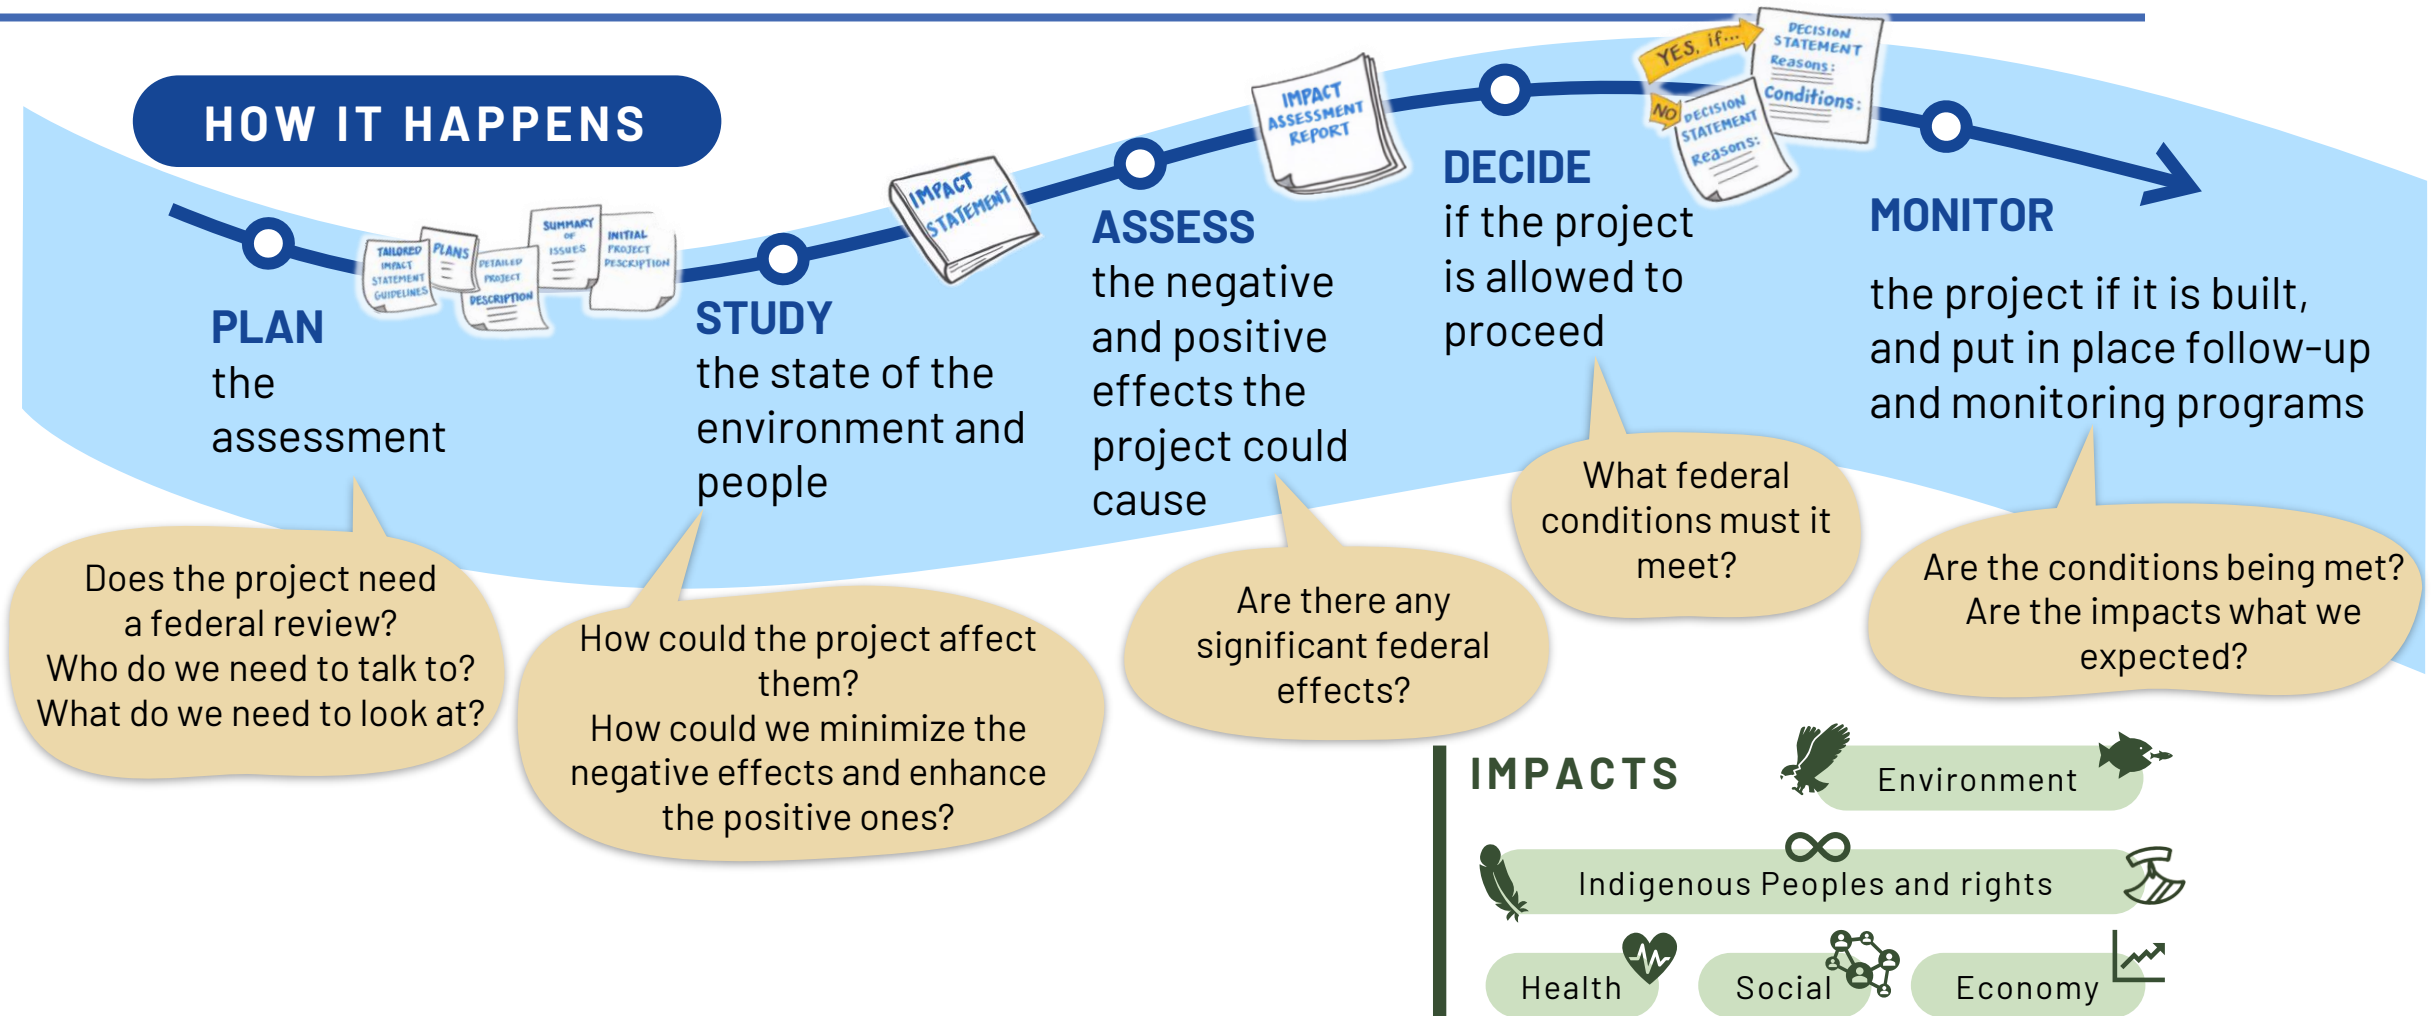 HOW IT HAPPENS
TAILORED
IMPACT
STATEMENT
GUIDELINES
PLANS
DETAILED
PROJECT
DESCRIPTION
SUMMARY
OF
ISSUES
INITIAL
PROJECT
DESCRIPTION
PLAN
the
assessment
Does the project need
a federal review?
Who do we need to talk to?
What do we need to look at?
IMPACT
STATEMENT
STUDY
the state of the
environment and
people
How could the project affect
them?
How could we minimize the
negative effects and enhance
the positive ones?
IMPACT
ASSESSMENT
REPORT
ASSESS
the negative
and positive
effects the
project could
cause
Are there any
significant federal
effects?
YES, if...
DECISION
STATEMENT
Reasons:
Conditions:
NO
DECISION
STATEMENT
Reasons:
DECIDE
if the project
is allowed to
proceed
What federal
conditions must it
meet?
MONITOR
the project if it is built,
and put in place follow-up
and monitoring programs
Are the conditions being met?
Are the impacts what we
expected?
IMPACTS
Environment
Indigenous Peoples and rights
Health
Social
Economy